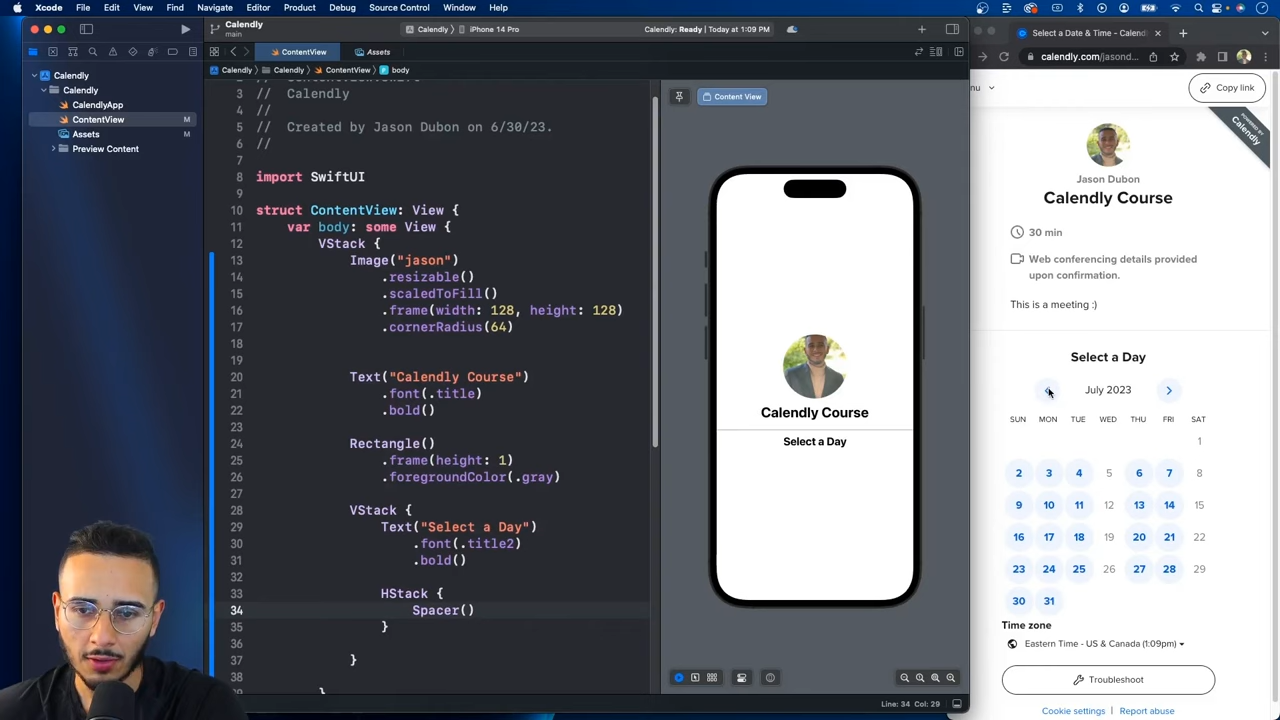 Xcode File Edit View Find Navigate Editor Product Debug Source Control Window Help
Calendly
main
Calendly 〉 iPhone 14 Pro
Calendly: Ready | Today at 1:09 PM
ContentView
Assets
Calendly 〉 Calendly 〉 ContentView 〉 body
Calendly
Calendly
CalendlyApp
ContentView M
Assets M
Preview Content
3 //  Calendly
4 //
5 //  Created by Jason Dubon on 6/30/23.
6 //
7
8 import SwiftUI
9
10 struct ContentView: View {
11 var body: some View {
12 VStack {
13 Image("jason")
14 .resizable()
15 .scaledToFill()
16 .frame(width: 128, height: 128)
17 .cornerRadius(64)
18
19
20 Text("Calendly Course")
21 .font(.title)
22 .bold()
23
24 Rectangle()
25 .frame(height: 1)
26 .foregroundColor(.gray)
27
28 VStack {
29 Text("Select a Day")
30 .font(.title2)
31 .bold()
32
33 HStack {
34 Spacer()
35 }
36
37 }
38
}
Content View
Calendly Course
Select a Day
Line: 34 Col: 29
Select a Date & Time - Calendl
calendly.com/jasond
nu
Copy link
POWERED BY
Calendly
Jason Dubon
Calendly Course
30 min
Web conferencing details provided
upon confirmation.
This is a meeting :)
Select a Day
July 2023
SUN MON TUE WED THU FRI SAT
1
2 3 4 5 6 7 8
9 10 11 12 13 14 15
16 17 18 19 20 21 22
23 24 25 26 27 28 29
30 31
Time zone
Eastern Time - US & Canada (1:09pm)
Troubleshoot
Cookie settings Report abuse